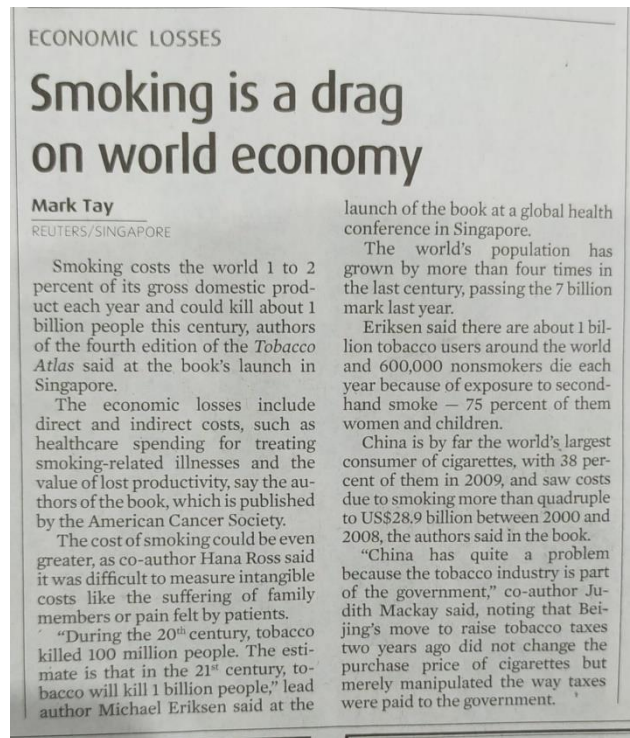 ECONOMIC LOSSES
Smoking is a drag
on world economy
Mark Tay
REUTERS/SINGAPORE
Smoking costs the world 1 to 2
percent of its gross domestic prod-
uct each year and could kill about 1
billion people this century, authors
of the fourth edition of the Tobacco
Atlas said at the book's launch in
Singapore.
The economic losses include
direct and indirect costs, such as
healthcare spending for treating
smoking-related illnesses and the
value of lost productivity, say the au-
thors of the book, which is published
by the American Cancer Society.
The cost of smoking could be even
greater, as co-author Hana Ross said
it was difficult to measure intangible
costs like the suffering of family
members or pain felt by patients.
“During the 20th century, tobacco
killed 100 million people. The esti-
mate is that in the 21st century, to-
bacco will kill 1 billion people,” lead
author Michael Eriksen said at the
launch of the book at a global health
conference in Singapore.
The world's population has
grown by more than four times in
the last century, passing the 7 billion
mark last year.
Eriksen said there are about 1 bil-
lion tobacco users around the world
and 600,000 nonsmokers die each
year because of exposure to second-
hand smoke — 75 percent of them
women and children.
China is by far the world's largest
consumer of cigarettes, with 38 per-
cent of them in 2009, and saw costs
due to smoking more than quadruple
to US$28.9 billion between 2000 and
2008, the authors said in the book.
“China has quite a problem
because the tobacco industry is part
of the government,” co-author Ju-
dith Mackay said, noting that Bei-
jing's move to raise tobacco taxes
two years ago did not change the
purchase price of cigarettes but
merely manipulated the way taxes
were paid to the government.